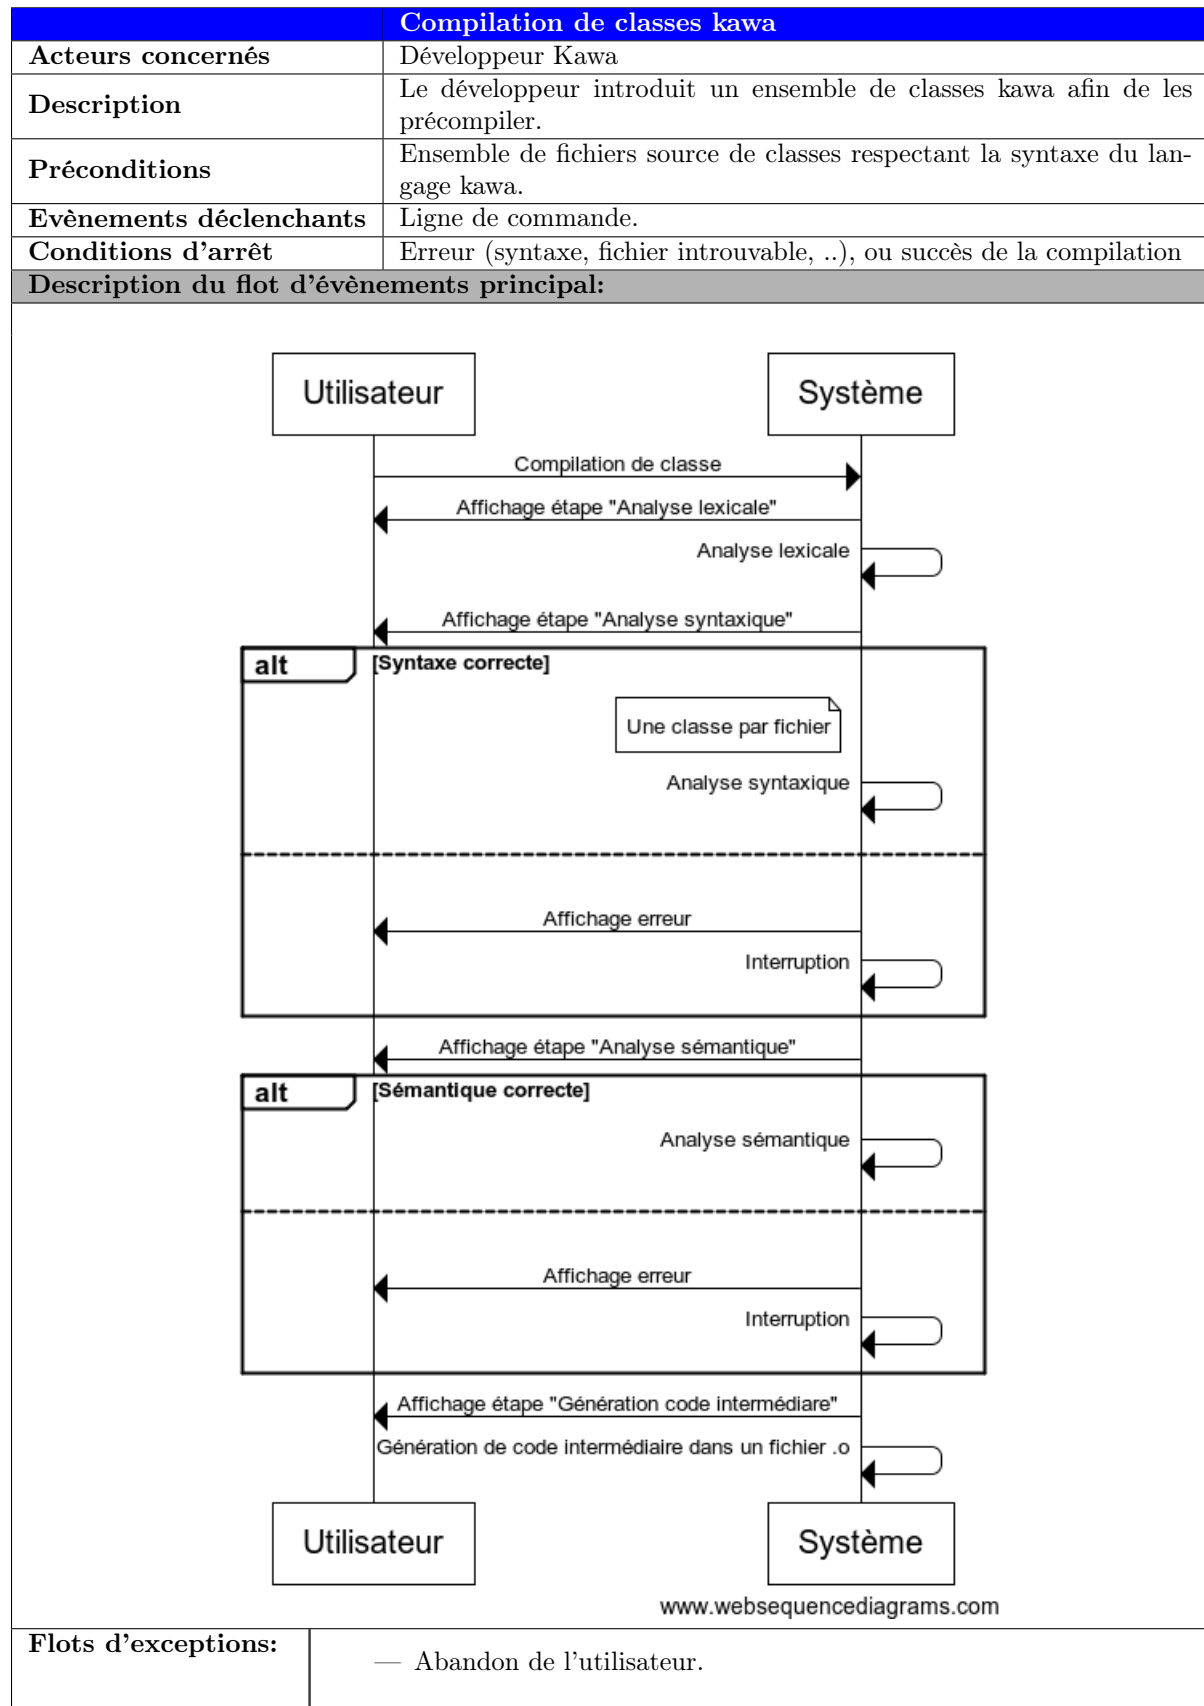 Compilation de classes kawa
Acteurs concernés Développeur Kawa
Description Le développeur introduit un ensemble de classes kawa afin de les
précompiler.
Préconditions Ensemble de fichiers source de classes respectant la syntaxe du lan-
gage kawa.
Evènements déclenchants Ligne de commande.
Conditions d'arrêt Erreur (syntaxe, fichier introuvable, ..), ou succès de la compilation
Description du flot d'évènements principal:
Utilisateur Système
Compilation de classe
Affichage étape "Analyse lexicale"
Analyse lexicale
Affichage étape "Analyse syntaxique"
alt [Syntaxe correcte]
Une classe par fichier
Analyse syntaxique
Affichage erreur
Interruption
Affichage étape "Analyse sémantique"
alt [Sémantique correcte]
Analyse sémantique
Affichage erreur
Interruption
Affichage étape "Génération code intermédiare"
Génération de code intermédiaire dans un fichier .o
Utilisateur Système
www.websequencediagrams.com
Flots d'exceptions:
— Abandon de l'utilisateur.